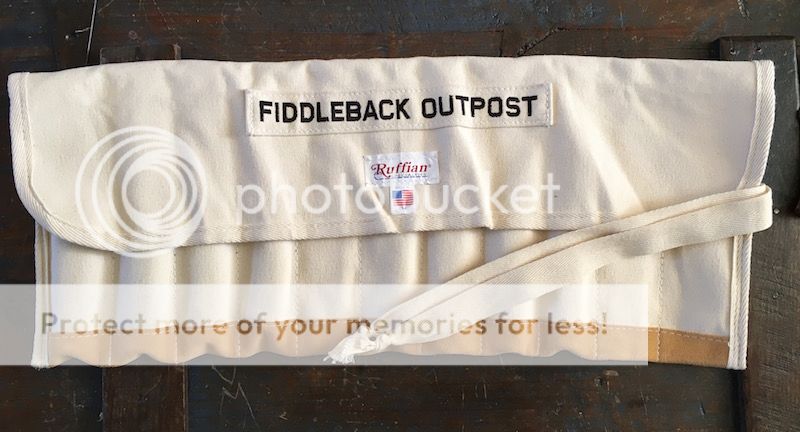 FIDDLEBACK OUTPOST
Ruffian
photobucket
Protect more of your memories for less!